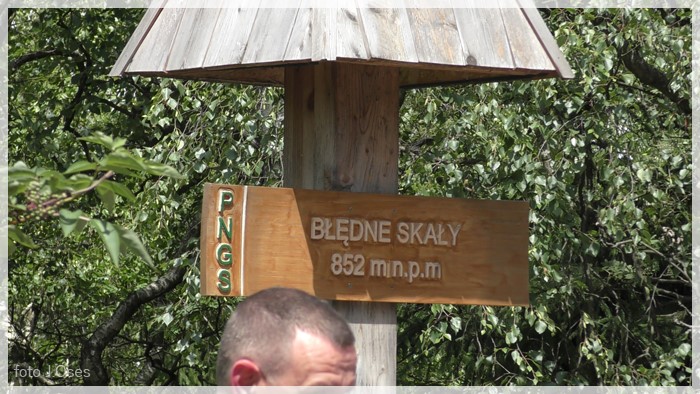 PNGS
BŁĘDNE SKAŁY
852 m n.p.m
foto J.Oses